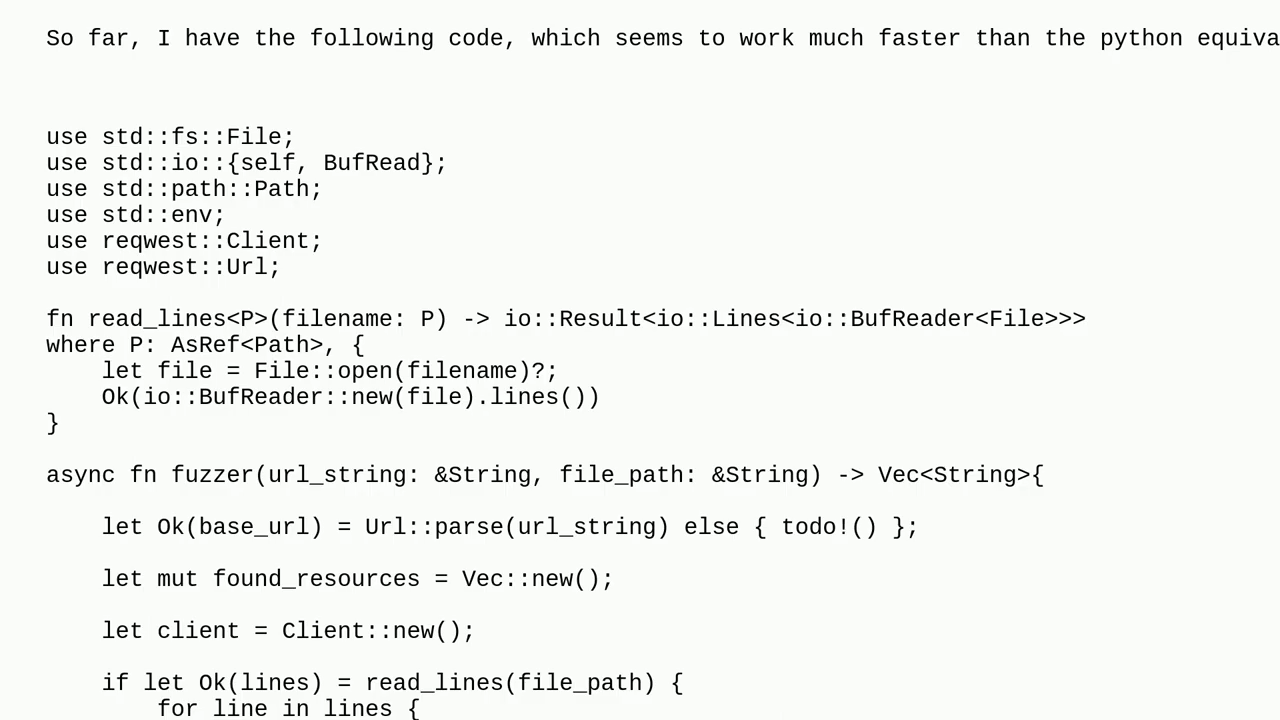 So far, I have the following code, which seems to work much faster than the python
use std::fs::File;
use std::io::{self, BufRead};
use std::path::Path;
use std::env;
use reqwest::Client;
use reqwest::Url;
fn read_lines<P>(filename: P) -> io::Result<io::Lines<io::BufReader<File>>>
where P: AsRef<Path>, {
    let file = File::open(filename)?;
    Ok(io::BufReader::new(file).lines())
}
async fn fuzzer(url_string: &String, file_path: &String) -> Vec<String>{
    let Ok(base_url) = Url::parse(url_string) else { todo!() };
    let mut found_resources = Vec::new();
    let client = Client::new();
    if let Ok(lines) = read_lines(file_path) {
        for line in lines {